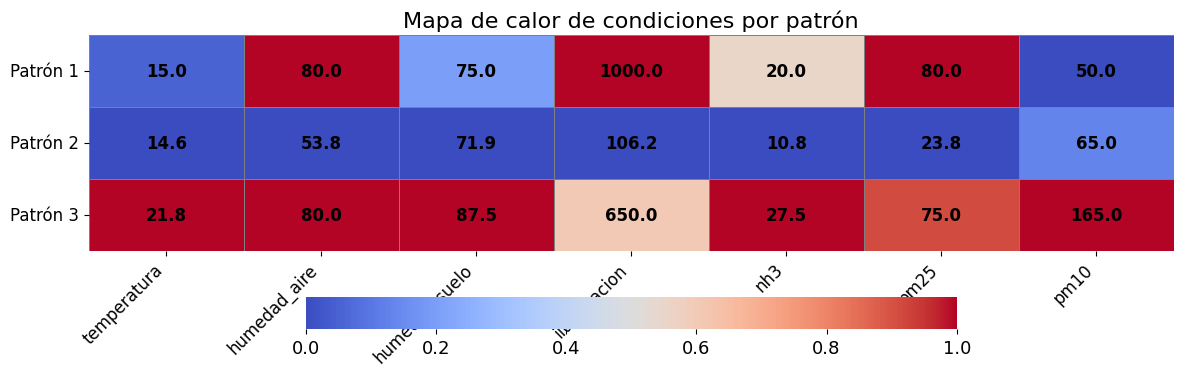 Mapa de calor de condiciones por patrón
Patrón 1 15.0 80.0 75.0 1000.0 20.0 80.0 50.0
Patrón 2 14.6 53.8 71.9 106.2 10.8 23.8 65.0
Patrón 3 21.8 80.0 87.5 650.0 27.5 75.0 165.0
temperatura humedad_aire nh3 pm25 pm10
0.0 0.2 0.4 0.6 0.8 1.0